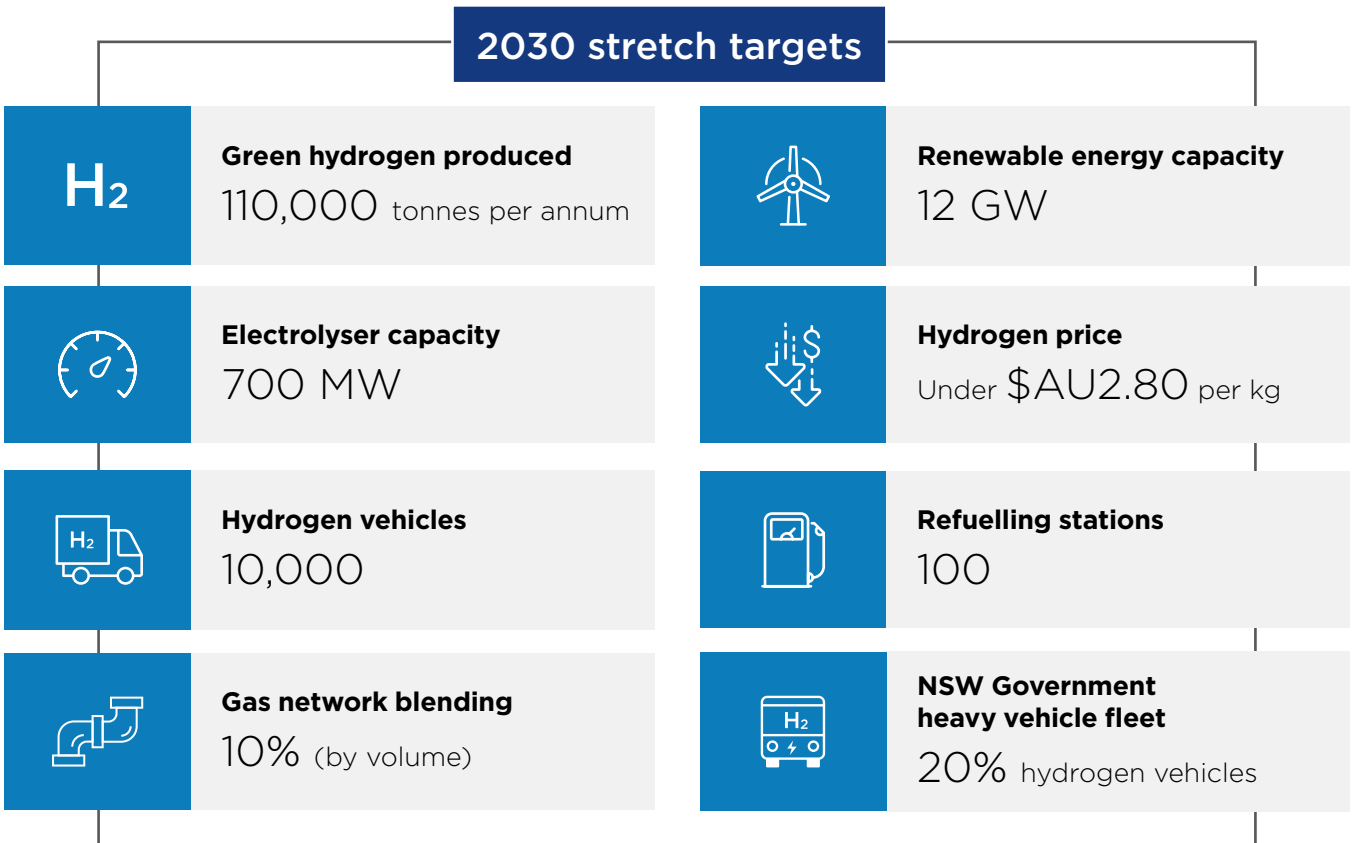 2030 stretch targets
H₂
Green hydrogen produced
110,000 tonnes per annum
Renewable energy capacity
12 GW
Electrolyser capacity
700 MW
$
Hydrogen price
Under $AU2.80 per kg
H₂
Hydrogen vehicles
10,000
Refuelling stations
100
Gas network blending
10% (by volume)
H₂
NSW Government
heavy vehicle fleet
20% hydrogen vehicles